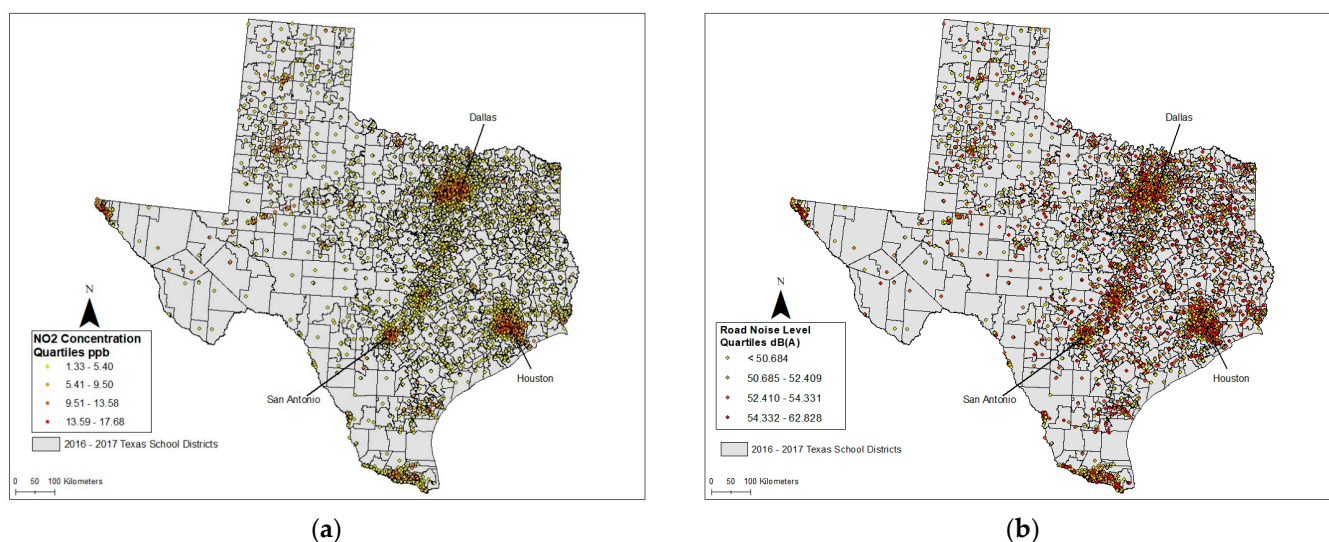 Dallas
N
NO2 Concentration
Quartiles ppb
1.33 - 5.40
5.41 - 9.50
9.51 - 13.58
13.59 - 17.68
2016 - 2017 Texas School Districts
San Antonio
Houston
0 50 100 Kilometers
(a)
Dallas
N
Road Noise Level
Quartiles dB(A)
< 50.684
50.685 - 52.409
52.410 - 54.331
54.332 - 62.828
2016 - 2017 Texas School Districts
San Antonio
Houston
0 50 100 Kilometers
(b)